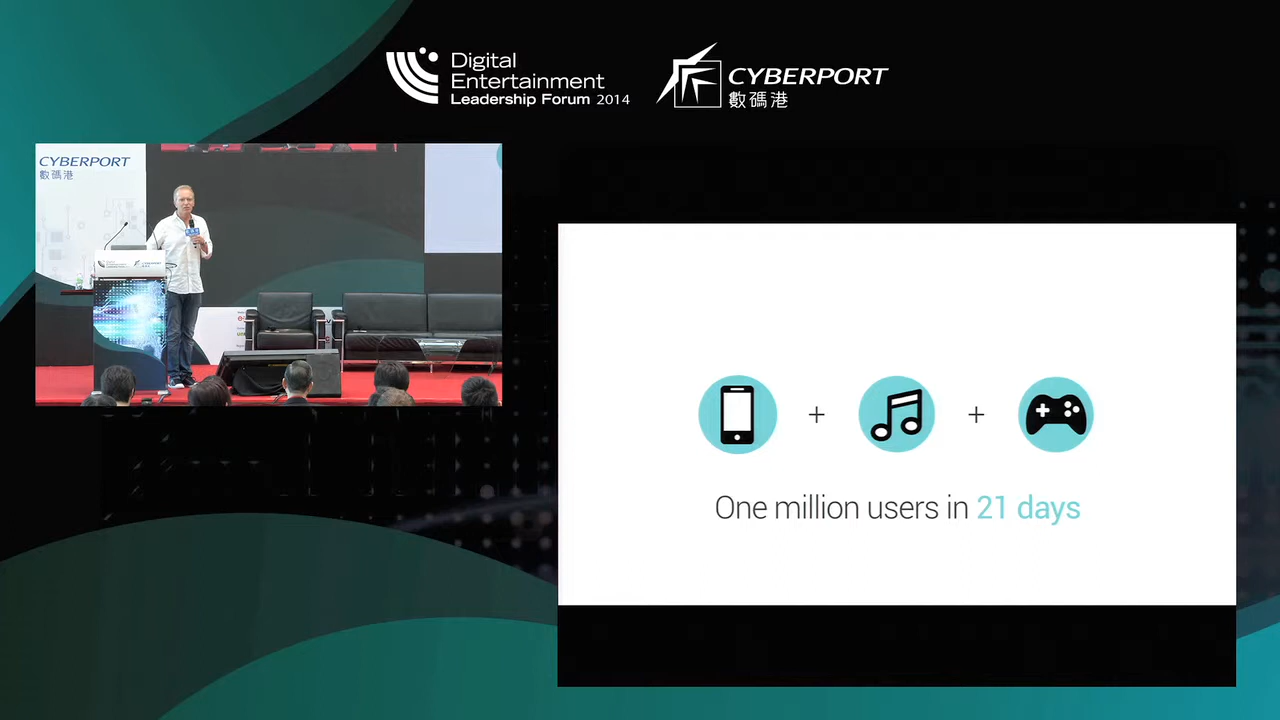 Digital
Entertainment
Leadership Forum 2014
CYBERPORT
數碼港
CYBERPORT
數碼港
One million users in 21 days